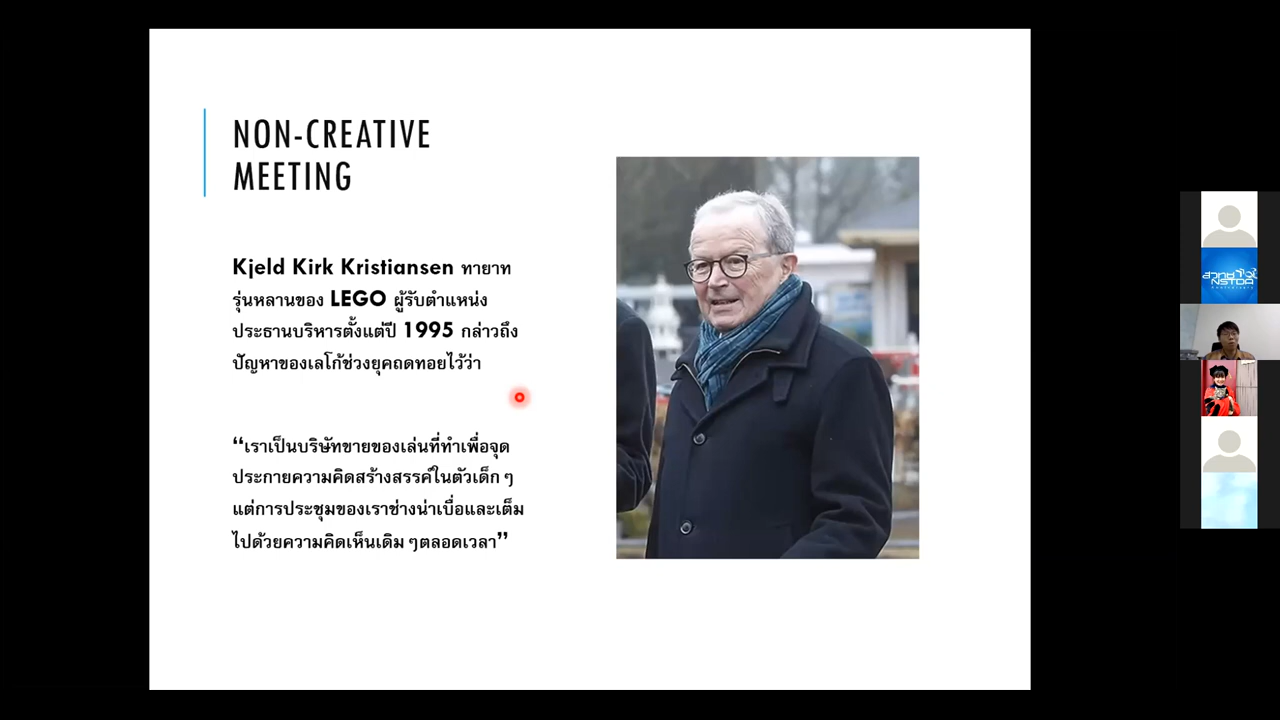 NON-CREATIVE
MEETING
Kjeld Kirk Kristiansen ทายาท
รุ่นหลานของ LEGO ผู้รับตำแหน่ง
ประธานบริหารตั้งแต่ปี 1995 กล่าวถึง
ปัญหาของเลโก้ช่วงยุคถดทอยไว้ว่า
“เราเป็นบริษัทขายของเล่นที่ทำเพื่อจุด
ประกายความคิดสร้างสรรค์ในตัวเด็ก ๆ
แต่การประชุมของเราช่างน่าเบื่อและเต็ม
ไปด้วยความคิดเห็นเดิม ๆตลอดเวลา”
สวทช
NSTDA